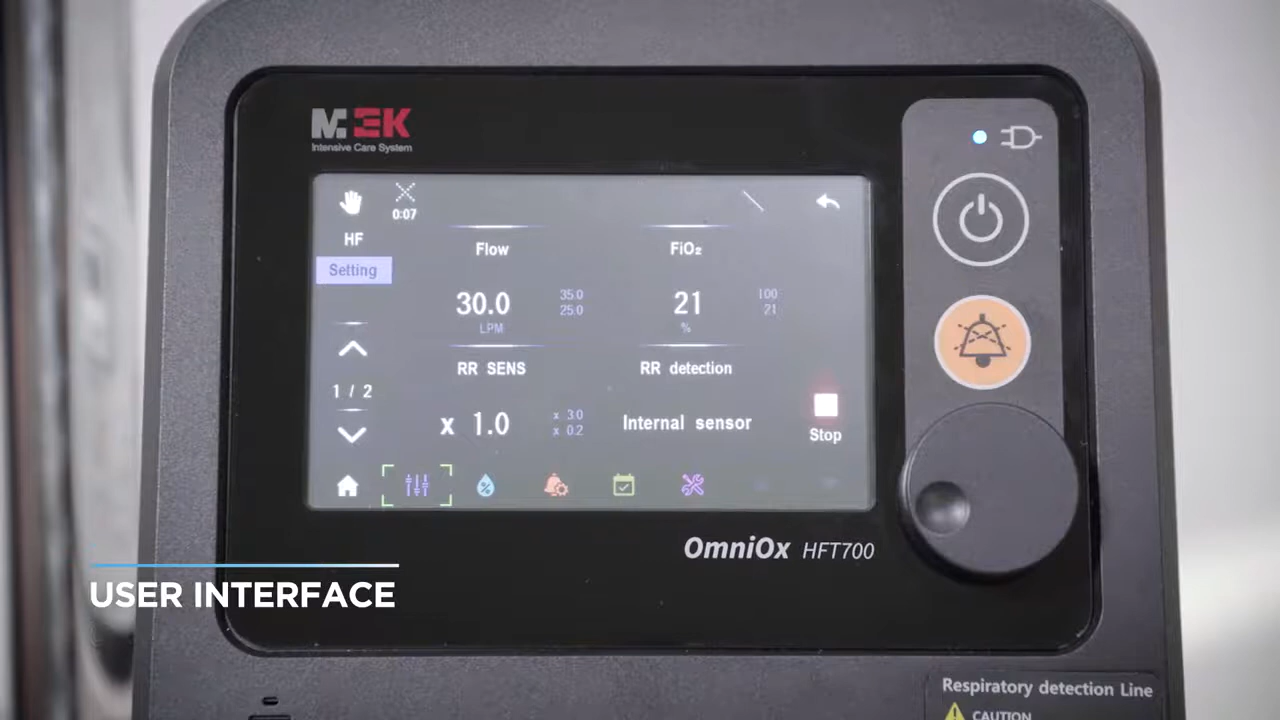 MEK
Intensive Care System
0:07
HF
Setting
Flow
30.0
35.0
25.0
LPM
FiO₂
21
100
21
%
1 / 2
RR SENS
x 1.0
x 3.0
x 0.2
RR detection
Internal sensor
Stop
OmniOx HFT700
USER INTERFACE
Respiratory detection Line
CAUTION